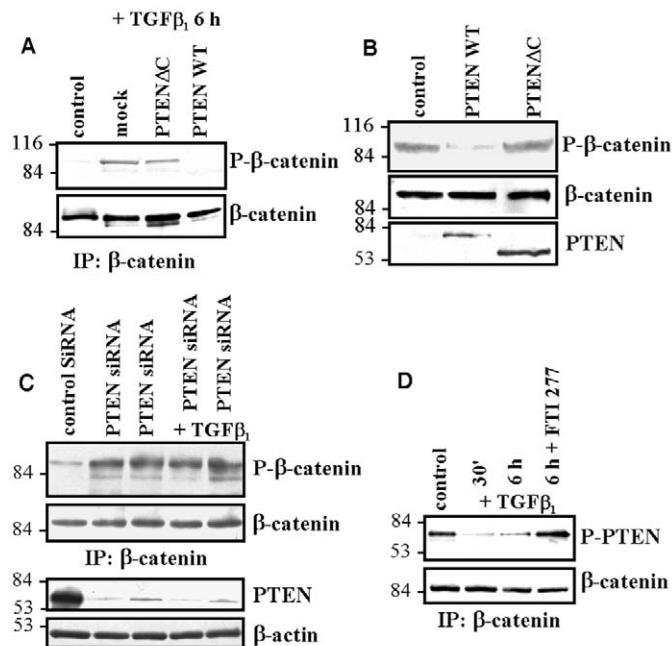 + TGFβ₁ 6 h
A
control
mock
PTENΔC
PTEN WT
116
84
P-β-catenin
84
β-catenin
IP: β-catenin
B
control
PTEN WT
PTENΔC
116
84
P-β-catenin
84
β-catenin
53
PTEN
C
control SiRNA
PTEN siRNA
PTEN siRNA
PTEN siRNA
PTEN siRNA
+ TGFβ₁
84
P-β-catenin
84
β-catenin
IP: β-catenin
84
53
PTEN
53
β-actin
D
control
30'
6 h
6 h + FTI 277
+ TGFβ₁
84
53
P-PTEN
84
β-catenin
IP: β-catenin